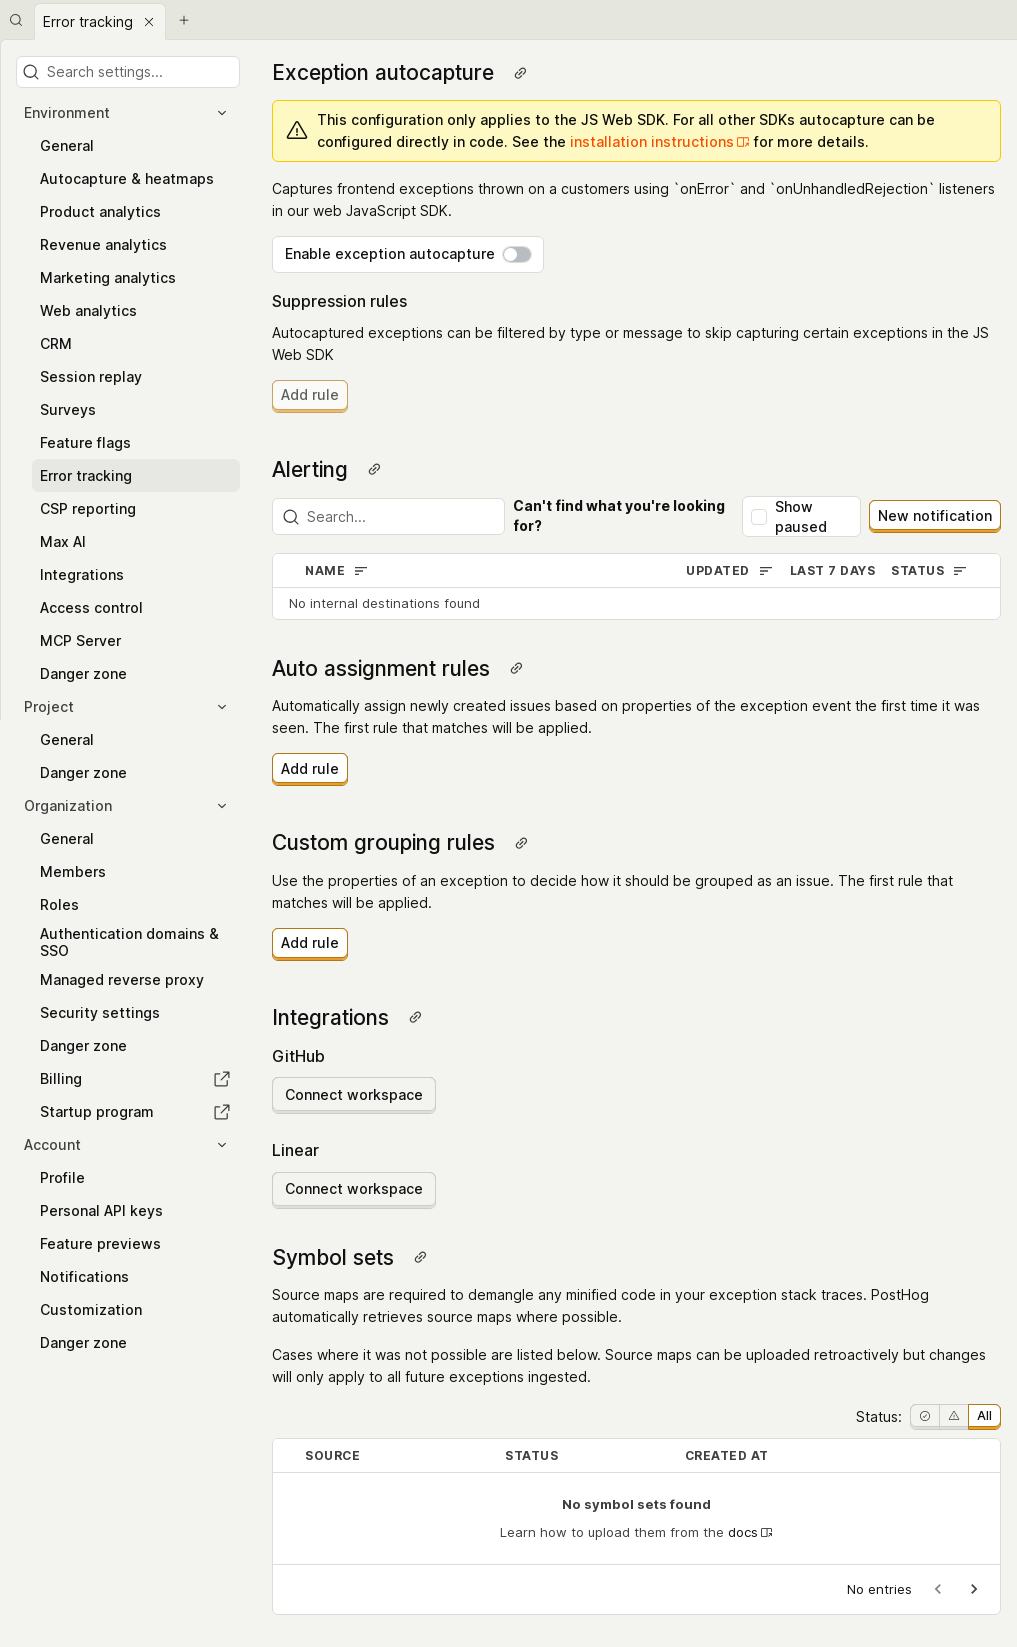 Error tracking
Search settings...
Environment
General
Autocapture & heatmaps
Product analytics
Revenue analytics
Marketing analytics
Web analytics
CRM
Session replay
Surveys
Feature flags
Error tracking
CSP reporting
Max AI
Integrations
Access control
MCP Server
Danger zone
Project
General
Danger zone
Organization
General
Members
Roles
Authentication domains &
SSO
Managed reverse proxy
Security settings
Danger zone
Billing
Startup program
Account
Profile
Personal API keys
Feature previews
Notifications
Customization
Danger zone
Exception autocapture
This configuration only applies to the JS Web SDK. For all other SDKs autocapture can be
configured directly in code. See the installation instructions for more details.
Captures frontend exceptions thrown on a customers using `onError` and `onUnhandledRejection` listeners
in our web JavaScript SDK.
Enable exception autocapture
Suppression rules
Autocaptured exceptions can be filtered by type or message to skip capturing certain exceptions in the JS
Web SDK
Add rule
Alerting
Search...
Can't find what you're looking
for?
Show
paused
New notification
NAME UPDATED LAST 7 DAYS STATUS
No internal destinations found
Auto assignment rules
Automatically assign newly created issues based on properties of the exception event the first time it was
seen. The first rule that matches will be applied.
Add rule
Custom grouping rules
Use the properties of an exception to decide how it should be grouped as an issue. The first rule that
matches will be applied.
Add rule
Integrations
GitHub
Connect workspace
Linear
Connect workspace
Symbol sets
Source maps are required to demangle any minified code in your exception stack traces. PostHog
automatically retrieves source maps where possible.
Cases where it was not possible are listed below. Source maps can be uploaded retroactively but changes
will only apply to all future exceptions ingested.
Status: All
SOURCE STATUS CREATED AT
No symbol sets found
Learn how to upload them from the docs
No entries